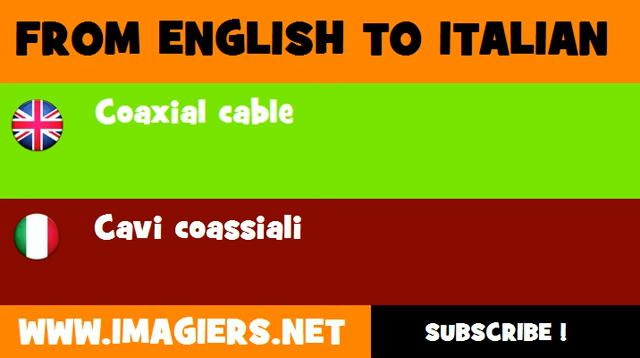 FROM ENGLISH TO ITALIAN
Coaxial cable
Cavi coassiali
WWW.IMAGIERS.NET
SUBSCRIBE !